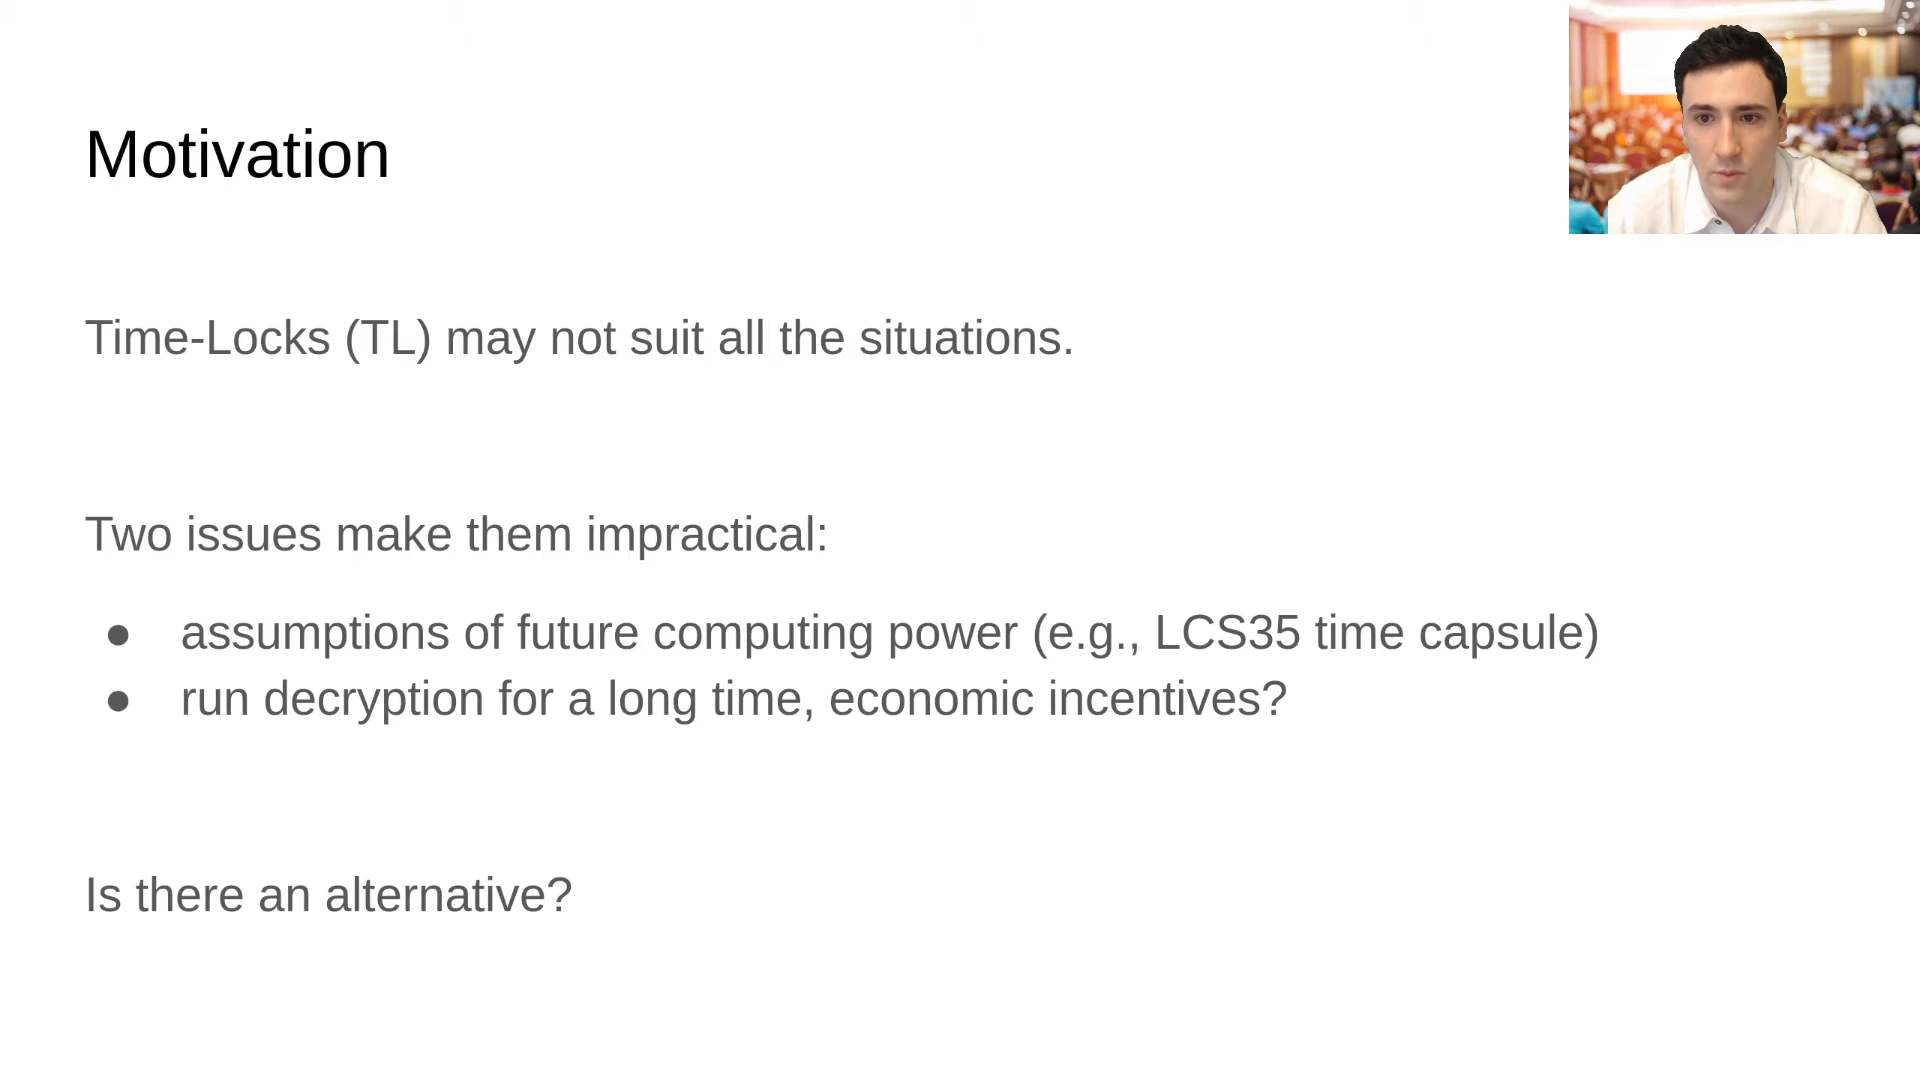 Motivation
Time-Locks (TL) may not suit all the situations.
Two issues make them impractical:
● assumptions of future computing power (e.g., LCS35 time capsule)
● run decryption for a long time, economic incentives?
Is there an alternative?